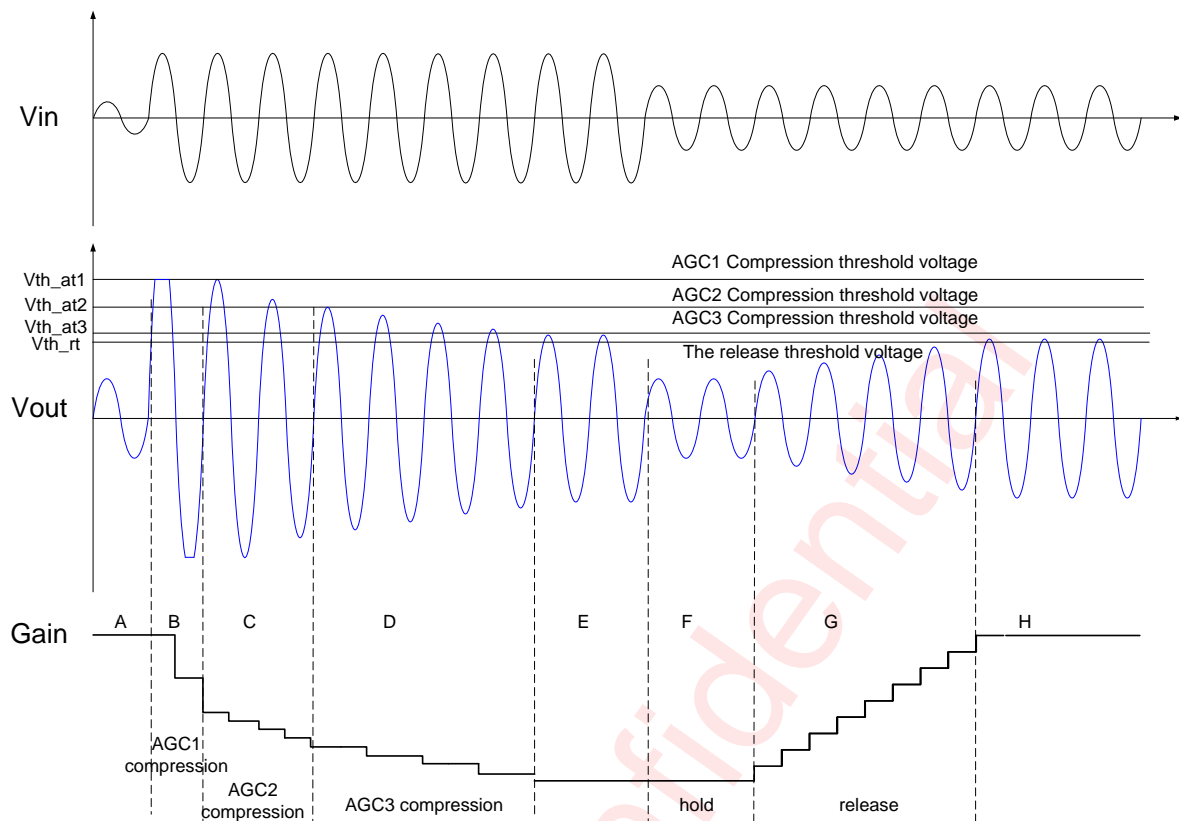 Vin
Vth_at1
AGC1 Compression threshold voltage
Vth_at2
AGC2 Compression threshold voltage
Vth_at3
AGC3 Compression threshold voltage
Vth_rt
The release threshold voltage
Vout
Gain
A
B
C
D
E
F
G
H
AGC1
compression
AGC2
compression
AGC3 compression
hold
release
nfidential